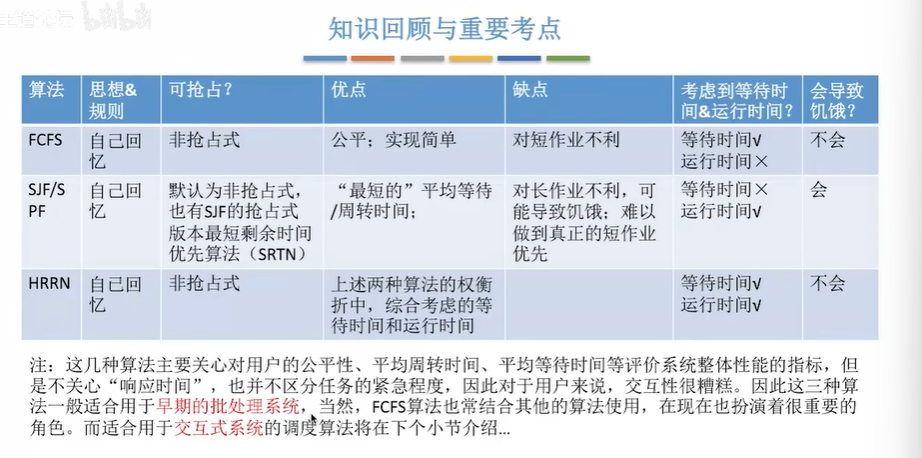 知识回顾与重要考点
算法 思想& 可抢占？ 优点 缺点 考虑到等待时 会导致
规则 间&运行时间？ 饥饿？
FCFS 自己回 非抢占式 公平；实现简单 对短作业不利 等待时间√ 不会
忆 运行时间×
SJF/S 自己回 默认为非抢占式， “最短的”平均等待 对长作业不利，可 等待时间× 会
PF 忆 也有SJF的抢占式 /周转时间； 能导致饥饿；难以 运行时间√
版本最短剩余时间 做到真正的短作业
优先算法（SRTN） 优先
HRRN 自己回 非抢占式 上述两种算法的权衡 等待时间√ 不会
忆 折中，综合考虑的等 运行时间√
待时间和运行时间
注：这几种算法主要关心对用户的公平性、平均周转时间、平均等待时间等评价系统整体性能的指标，但
是不关心“响应时间”，也并不区分任务的紧急程度，因此对于用户来说，交互性很糟糕。因此这三种算
法一般适合用于早期的批处理系统，当然，FCFS算法也常结合其他的算法使用，在现在也扮演着很重要的
角色。而适合用于交互式系统的调度算法将在下个小节介绍...